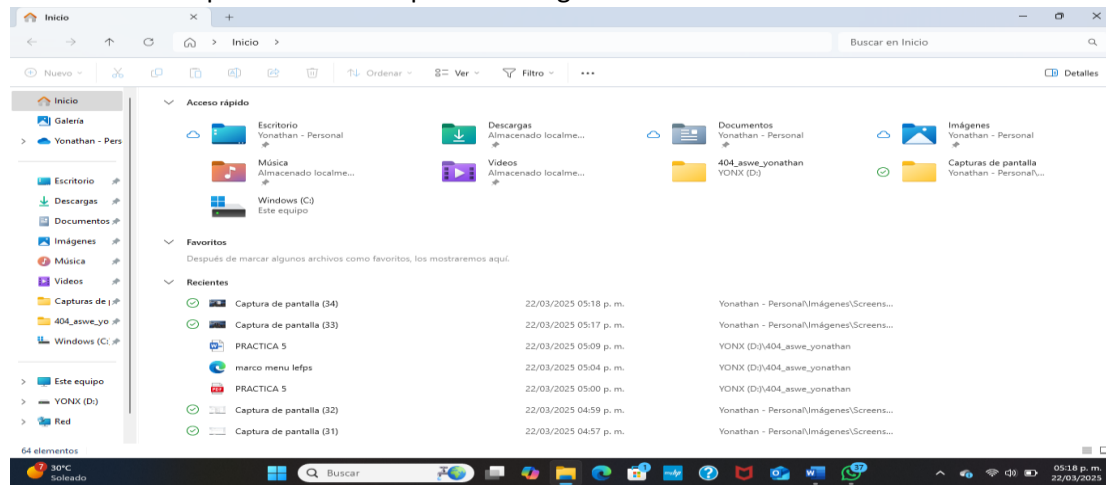 Inicio
Inicio
Buscar en Inicio
Nuevo
Ordenar
Ver
Filtro
Detalles
Inicio
Galería
Yonathan - Pers
Escritorio
Descargas
Documentos
Imágenes
Música
Videos
Capturas de
404_aswe_yo
Windows (C:
Este equipo
YONX (D:)
Red
Acceso rápido
Escritorio
Yonathan - Personal
Descargas
Almacenado localme...
Documentos
Yonathan - Personal
Imágenes
Yonathan - Personal
Música
Almacenado localme...
Videos
Almacenado localme...
404_aswe_yonathan
YONX (D:)
Capturas de pantalla
Yonathan - Personal\...
Windows (C:)
Este equipo
Favoritos
Después de marcar algunos archivos como favoritos, los mostraremos aquí.
Recientes
Captura de pantalla (34) 22/03/2025 05:18 p. m. Yonathan - Personal\Imágenes\Screens...
Captura de pantalla (33) 22/03/2025 05:17 p. m. Yonathan - Personal\Imágenes\Screens...
PRACTICA 5 22/03/2025 05:09 p. m. YONX (D:)\404_aswe_yonathan
marco menu lefps 22/03/2025 05:04 p. m. YONX (D:)\404_aswe_yonathan
PRACTICA 5 22/03/2025 05:00 p. m. YONX (D:)\404_aswe_yonathan
Captura de pantalla (32) 22/03/2025 04:59 p. m. Yonathan - Personal\Imágenes\Screens...
Captura de pantalla (31) 22/03/2025 04:57 p. m. Yonathan - Personal\Imágenes\Screens...
64 elementos
7
30°C
Soleado
Buscar
37
05:18 p. m.
22/03/2025